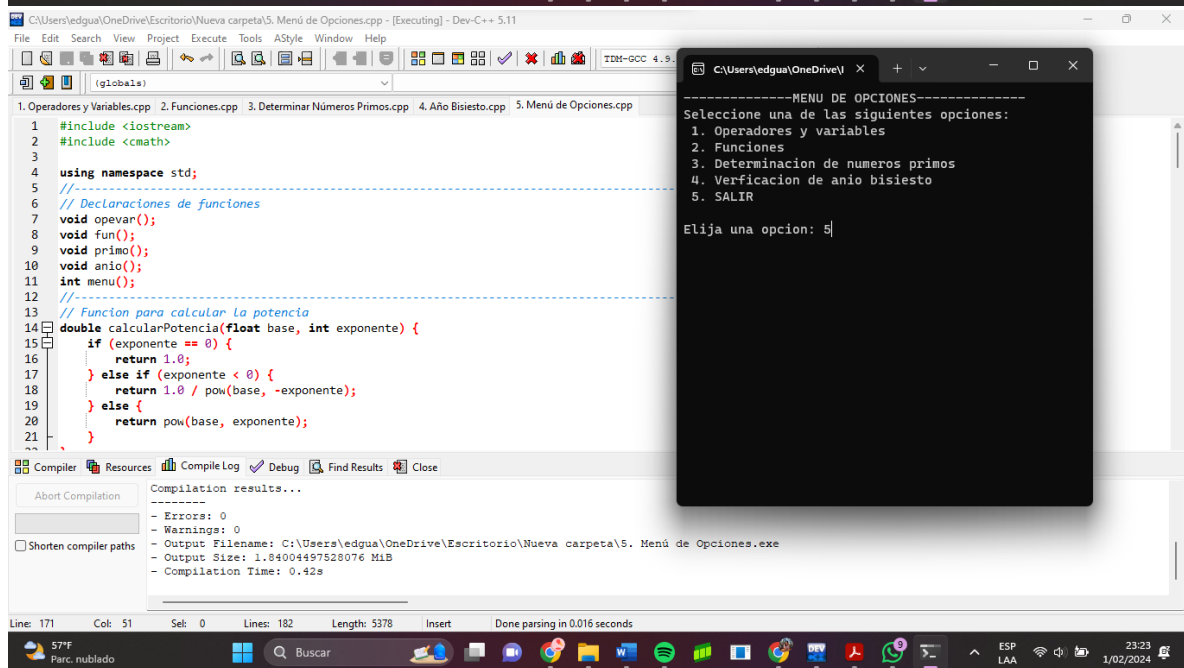 C:\Users\edgua\OneDrive\Escritorio\Nueva carpeta\5. Menú de Opciones.cpp - [Executing] - Dev-C++ 5.11
File Edit Search View Project Execute Tools AStyle Window Help
TDM-GCC 4.9.
(globals)
1. Operadores y Variables.cpp 2. Funciones.cpp 3. Determinar Números Primos.cpp 4. Año Bisiesto.cpp 5. Menú de Opciones.cpp
1 #include <iostream>
2 #include <cmath>
3
4 using namespace std;
5 //------------------------------------------------------------------------------
6 // Declaraciones de funciones
7 void opevar();
8 void fun();
9 void primo();
10 void anio();
11 int menu();
12 //------------------------------------------------------------------------------
13 // Funcion para calcular la potencia
14 double calcularPotencia(float base, int exponente) {
15 if (exponente == 0) {
16 return 1.0;
17 } else if (exponente < 0) {
18 return 1.0 / pow(base, -exponente);
19 } else {
20 return pow(base, exponente);
21 }
C:\Users\edgua\OneDrive\I
--------------MENU DE OPCIONES--------------
Seleccione una de las siguientes opciones:
1. Operadores y variables
2. Funciones
3. Determinacion de numeros primos
4. Verficacion de anio bisiesto
5. SALIR
Elija una opcion: 5
Compiler Resources Compile Log Debug Find Results Close
Abort Compilation
Shorten compiler paths
Compilation results...
--------
- Errors: 0
- Warnings: 0
- Output Filename: C:\Users\edgua\OneDrive\Escritorio\Nueva carpeta\5. Menú de Opciones.exe
- Output Size: 1.84004497528076 MiB
- Compilation Time: 0.42s
Line: 171 Col: 51 Sel: 0 Lines: 182 Length: 5378 Insert Done parsing in 0.016 seconds
57°F
Parc. nublado
Buscar
DEV
9
ESP
LAA
23:23
1/02/2024